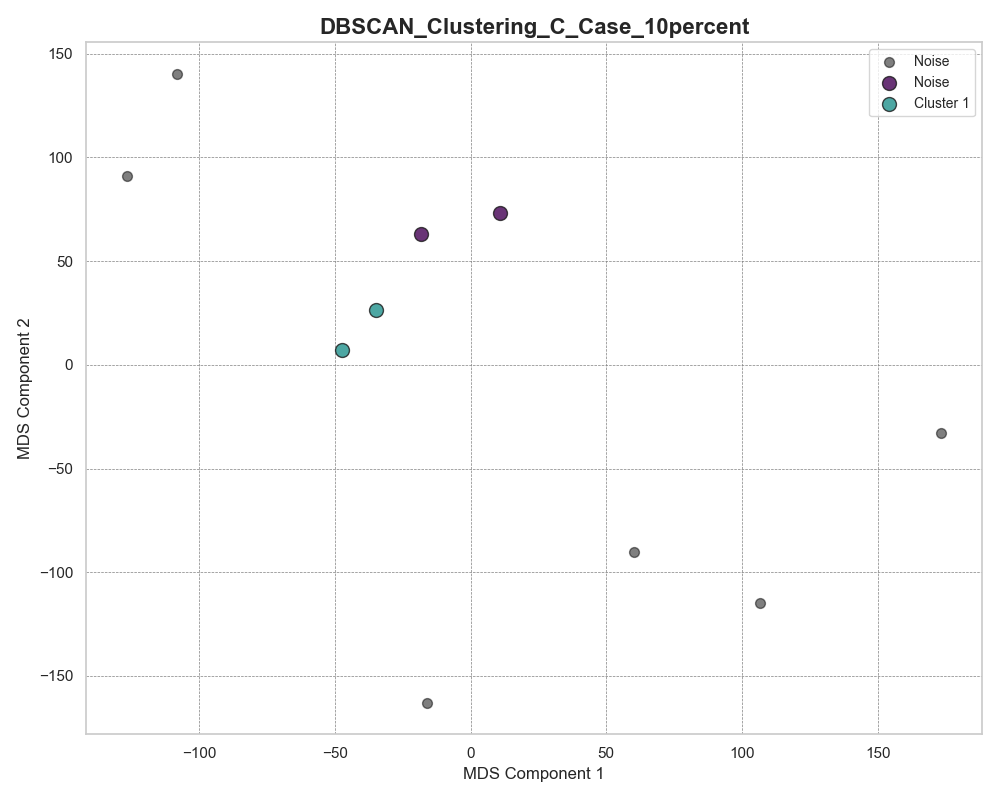 DBSCAN_Clustering_C_Case_10percent
Noise
Noise
Cluster 1
150
100
50
0
−50
−100
−150
MDS Component 2
−100
−50
0
50
100
150
MDS Component 1